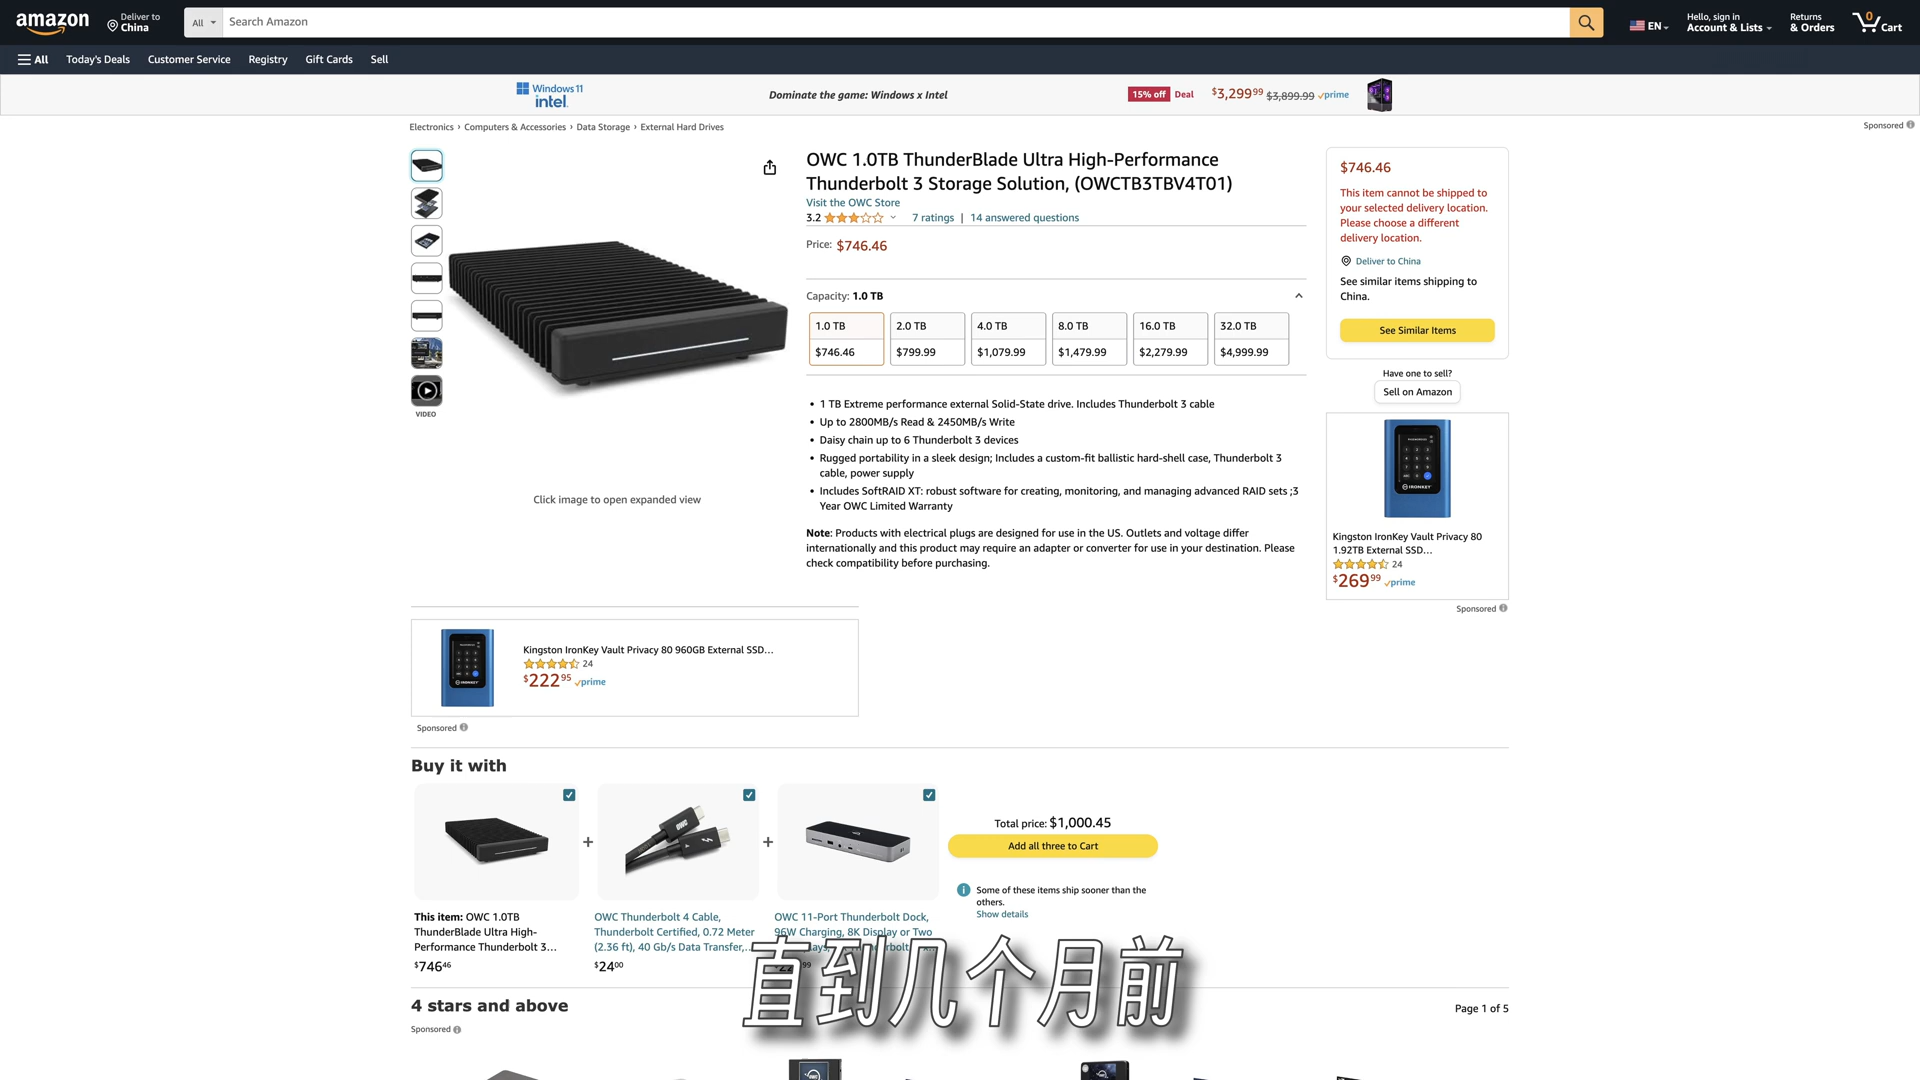 amazon
Deliver to
China
All
Search Amazon
EN
Hello, sign in
Account & Lists
Returns
& Orders
0
Cart
All
Today's Deals
Customer Service
Registry
Gift Cards
Sell
Windows 11
intel.
Dominate the game: Windows x Intel
15% off
Deal
$3,299⁹⁹ $3,899.99 prime
Electronics › Computers & Accessories › Data Storage › External Hard Drives
Sponsored
OWC 1.0TB ThunderBlade Ultra High-Performance
Thunderbolt 3 Storage Solution, (OWCTB3TBV4T01)
Visit the OWC Store
3.2
7 ratings | 14 answered questions
Price: $746.46
Capacity: 1.0 TB
1.0 TB
$746.46
2.0 TB
$799.99
4.0 TB
$1,079.99
8.0 TB
$1,479.99
16.0 TB
$2,279.99
32.0 TB
$4,999.99
• 1 TB Extreme performance external Solid-State drive. Includes Thunderbolt 3 cable
• Up to 2800MB/s Read & 2450MB/s Write
• Daisy chain up to 6 Thunderbolt 3 devices
• Rugged portability in a sleek design; Includes a custom-fit ballistic hard-shell case, Thunderbolt 3
cable, power supply
• Includes SoftRAID XT: robust software for creating, monitoring, and managing advanced RAID sets ;3
Year OWC Limited Warranty
Note: Products with electrical plugs are designed for use in the US. Outlets and voltage differ
internationally and this product may require an adapter or converter for use in your destination. Please
check compatibility before purchasing.
VIDEO
Click image to open expanded view
$746.46
This item cannot be shipped to
your selected delivery location.
Please choose a different
delivery location.
Deliver to China
See similar items shipping to
China.
See Similar Items
Have one to sell?
Sell on Amazon
IRONKEY
Kingston IronKey Vault Privacy 80
1.92TB External SSD…
24
$269⁹⁹ prime
Sponsored
IRONKEY
Kingston IronKey Vault Privacy 80 960GB External SSD…
24
$222⁹⁵ prime
Sponsored
Buy it with
This item: OWC 1.0TB
ThunderBlade Ultra High-
Performance Thunderbolt 3…
$746⁴⁶
+
OWC
OWC Thunderbolt 4 Cable,
Thunderbolt Certified, 0.72 Meter
(2.36 ft), 40 Gb/s Data Transfer,…
$24⁰⁰
+
OWC 11-Port Thunderbolt Dock,
96W Charging, 8K Display or Two
Total price: $1,000.45
Add all three to Cart
Some of these items ship sooner than the
others.
Show details
直到几个月前
4 stars and above
Page 1 of 5
Sponsored
OWC
OWC